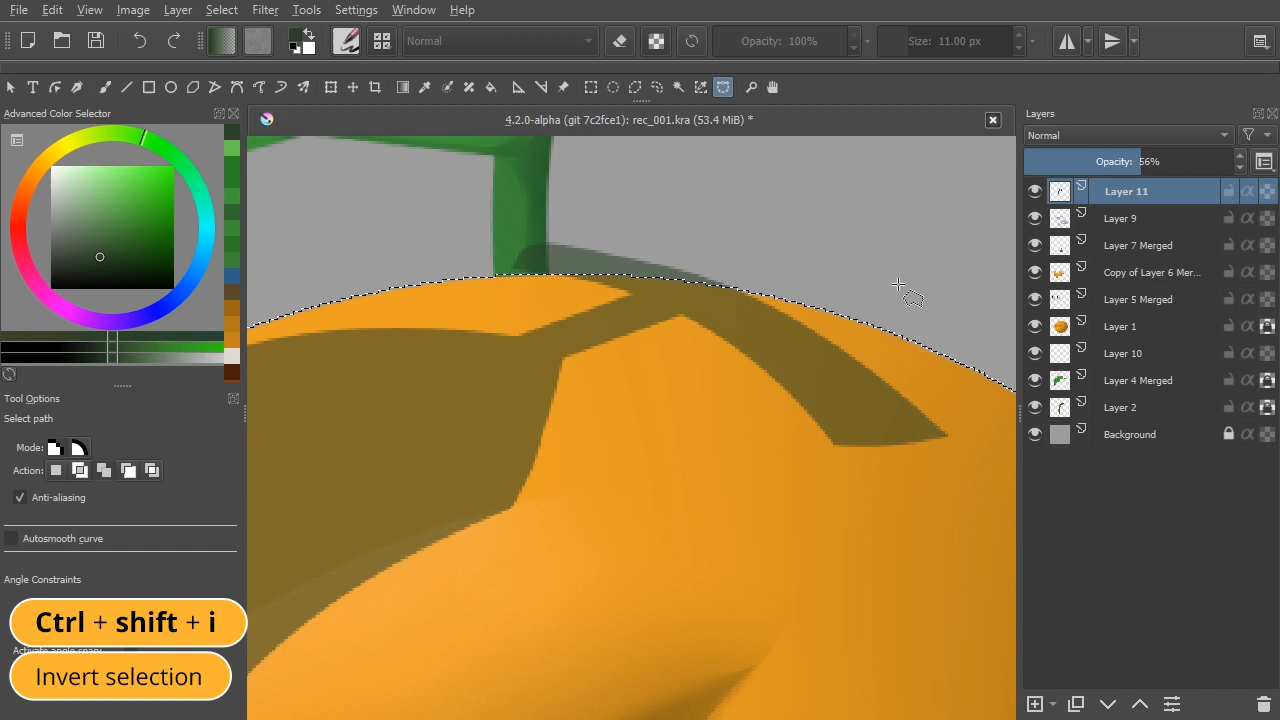 File Edit View Image Layer Select Filter Tools Settings Window Help
Normal Opacity: 100% Size: 11.00 px
Advanced Color Selector
4.2.0-alpha (git 7c2fce1): rec_001.kra (53.4 MiB) *
Layers
Normal
Opacity: 56%
Layer 11
Layer 9
Layer 7 Merged
Copy of Layer 6 Mer...
Layer 5 Merged
Layer 1
Layer 10
Layer 4 Merged
Layer 2
Background
Tool Options
Select path
Mode:
Action:
Anti-aliasing
Autosmooth curve
Angle Constraints
Ctrl + shift + i
Invert selection